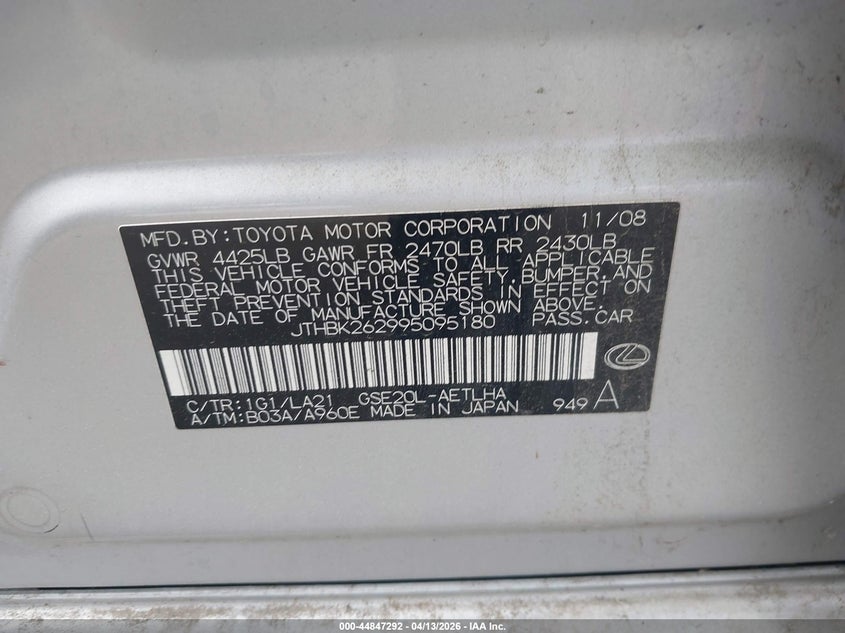 MFD.BY:TOYOTA MOTOR CORPORATION 11/08
GVWR 4425LB GAWR FR 2470LB RR 2430LB
THIS VEHICLE CONFORMS TO ALL APPLICABLE
FEDERAL MOTOR VEHICLE SAFETY,BUMPER,AND
THEFT PREVENTION STANDARDS IN EFFECT ON
THE DATE OF MANUFACTURE SHOWN ABOVE.
JTHBK262995095180 PASS.CAR
C/TR:1G1/LA21 GSE20L-AETLHA
A/TM:B03A/A960E MADE IN JAPAN 949 A
000-44847292 - 04/13/2026 - IAA Inc.